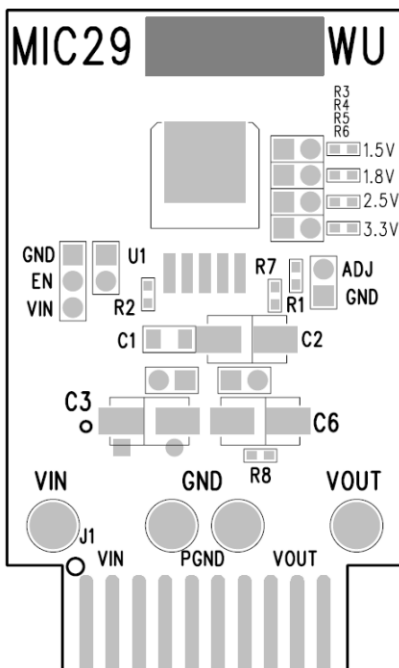 MIC29 WU
R3
R4
R5
R6
1.5V
1.8V
2.5V
3.3V
GND U1 R7 ADJ
EN
VIN R2 R1 GND
C1 C2
C3 C6
R8
VIN GND VOUT
J1
VIN PGND VOUT